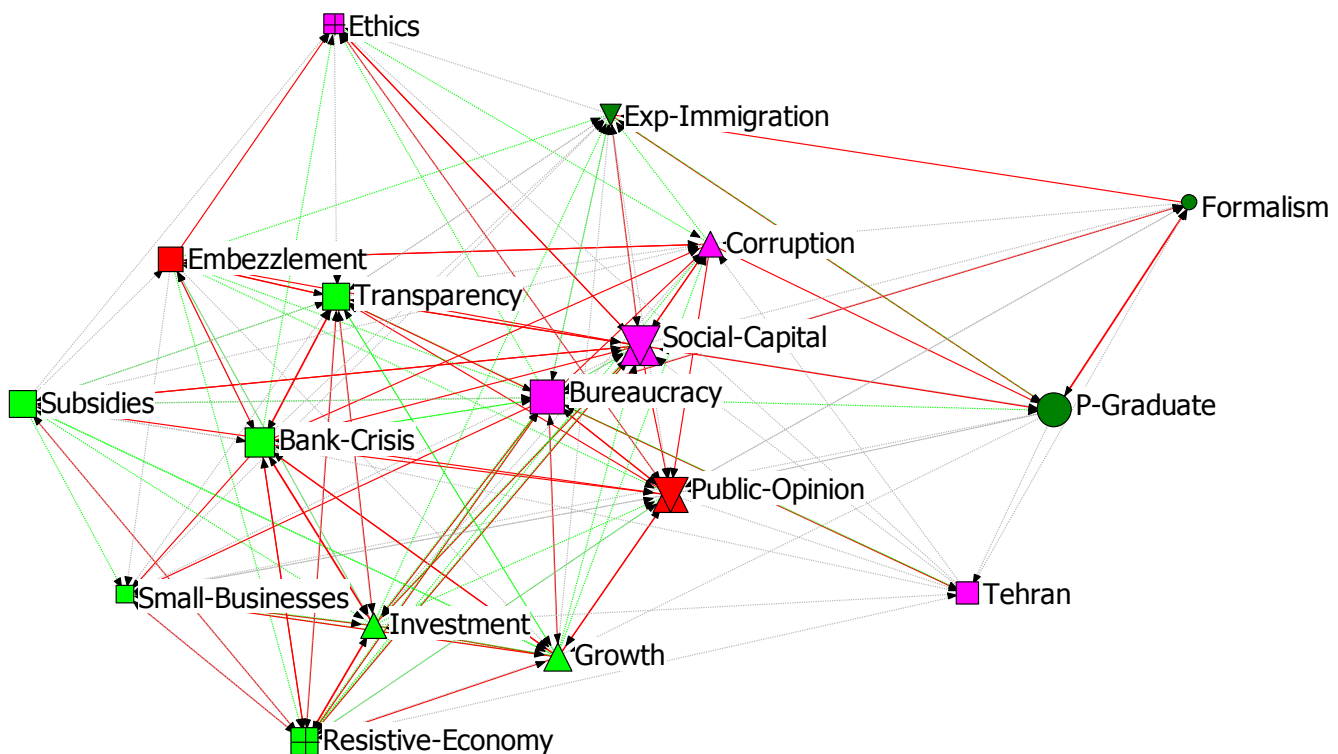 Ethics
Exp-Immigration
Formalism
Corruption
Embezzlement
Transparency
Social-Capital
Bureaucracy
Subsidies
P-Graduate
Bank-Crisis
Public-Opinion
Small-Businesses
Tehran
Investment
Growth
Resistive-Economy